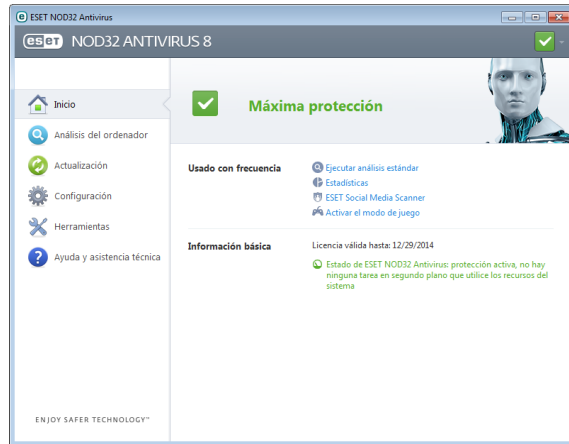 ESET NOD32 Antivirus
eset NOD32 ANTIVIRUS 8
Inicio
Análisis del ordenador
Actualización
Configuración
Herramientas
Ayuda y asistencia técnica
ENJOY SAFER TECHNOLOGY™
Máxima protección
Usado con frecuencia
Ejecutar análisis estándar
Estadísticas
ESET Social Media Scanner
Activar el modo de juego
Información básica
Licencia válida hasta: 12/29/2014
Estado de ESET NOD32 Antivirus: protección activa, no hay
ninguna tarea en segundo plano que utilice los recursos del
sistema